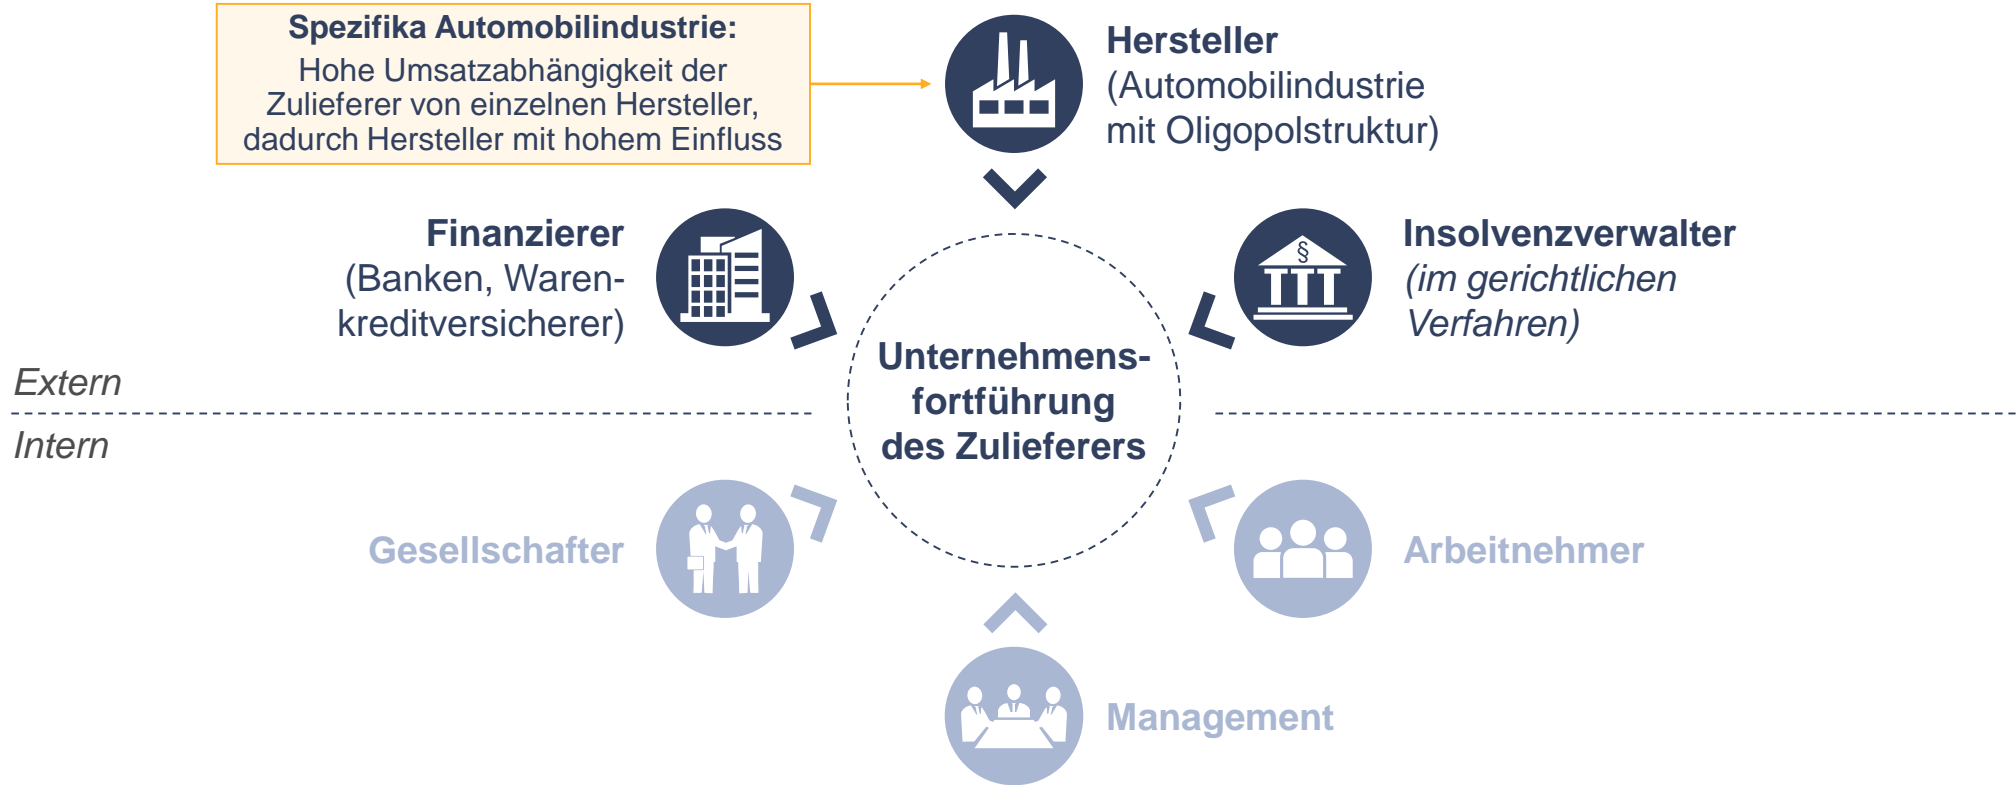 Spezifika Automobilindustrie:
Hohe Umsatzabhängigkeit der
Zulieferer von einzelnen Hersteller,
dadurch Hersteller mit hohem Einfluss
Hersteller
(Automobilindustrie
mit Oligopolstruktur)
Finanzierer
(Banken, Waren-
kreditversicherer)
§
Insolvenzverwalter
(im gerichtlichen
Verfahren)
Unternehmens-
fortführung
des Zulieferers
Extern
Intern
Gesellschafter
Arbeitnehmer
Management